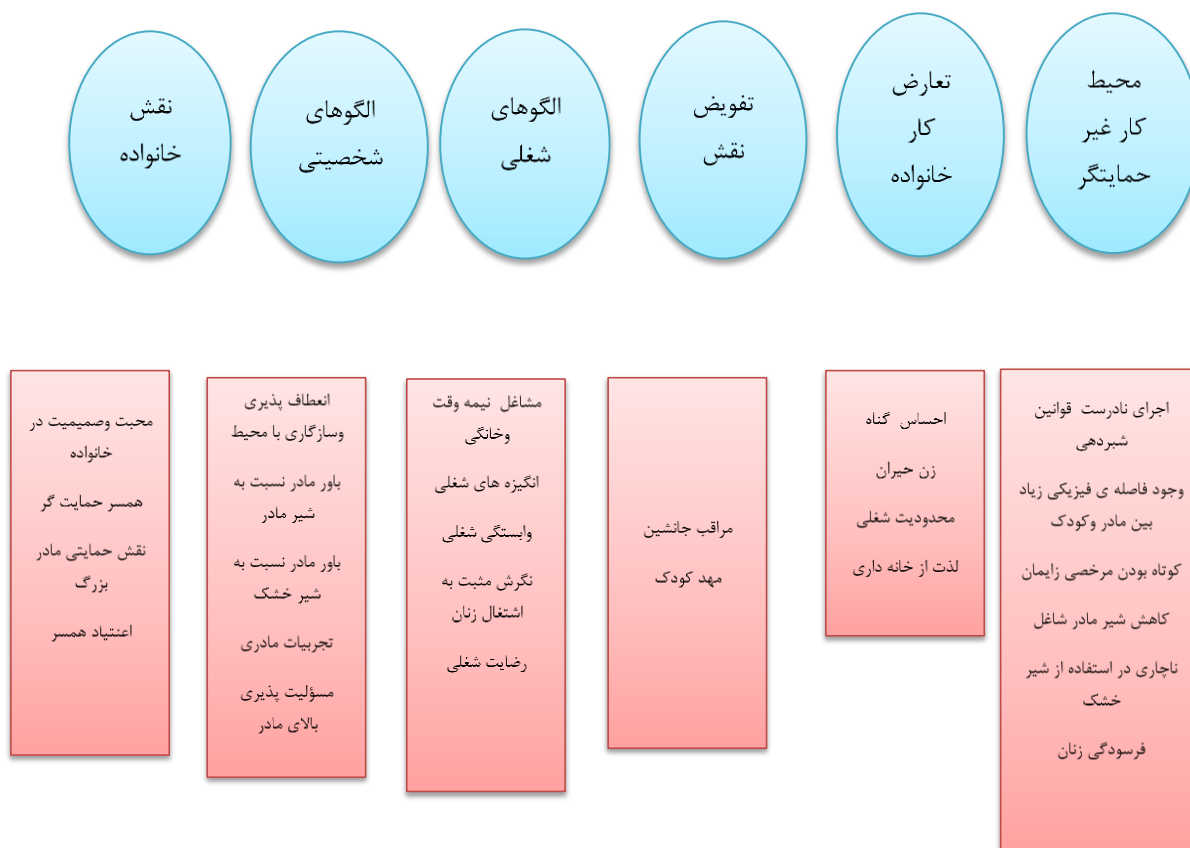 محیط
کار غیر
حمایتگر
تعارض
کار
خانواده
تفویض
نقش
الگوهای
شغلی
الگوهای
شخصیتی
نقش
خانواده
اجرای نادرست قوانین
شیردهی
وجود فاصله ی فیزیکی زیاد
بین مادر وکودک
کوتاه بودن مرخصی زایمان
کاهش شیر مادر شاغل
ناچاری در استفاده از شیر
خشک
فرسودگی زنان
احساس گناه
زن حیران
محدودیت شغلی
لذت از خانه داری
مراقب جانشین
مهد کودک
مشاغل نیمه وقت
وخانگی
انگیزه های شغلی
وابستگی شغلی
نگرش مثبت به
اشتغال زنان
رضایت شغلی
انعطاف پذیری
وسازگاری با محیط
باور مادر نسبت به
شیر مادر
باور مادر نسبت به
شیر خشک
تجربیات مادری
مسؤلیت پذیری
بالای مادر
محبت وصمیمیت در
خانواده
همسر حمایت گر
نقش حمایتی مادر
بزرگ
اعتنیاد همسر